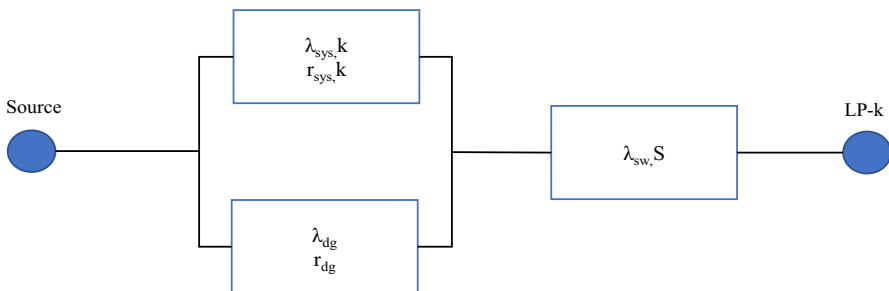 λsys,k
rsys,k
Source
LP-k
λsw,S
λdg
rdg